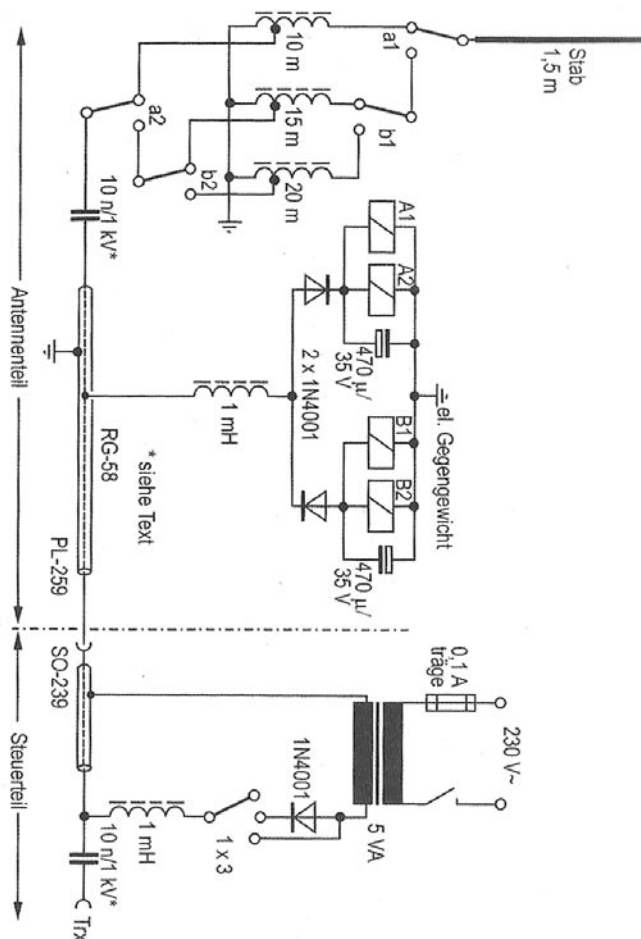 Stab
1,5 m
a1
10 m
b1
15 m
20 m
a2
b2
10 n/1 kV*
A1
A2
470 µ/
35 V
2 x 1N4001
el. Gegengewicht
B1
B2
470 µ/
35 V
1 mH
RG-58
* siehe Text
PL-259
Antennenteil
SO-239
Steuerteil
0,1 A
träge
230 V~
1N4001
5 VA
1 x 3
1 mH
10 n/1 kV*
Trx